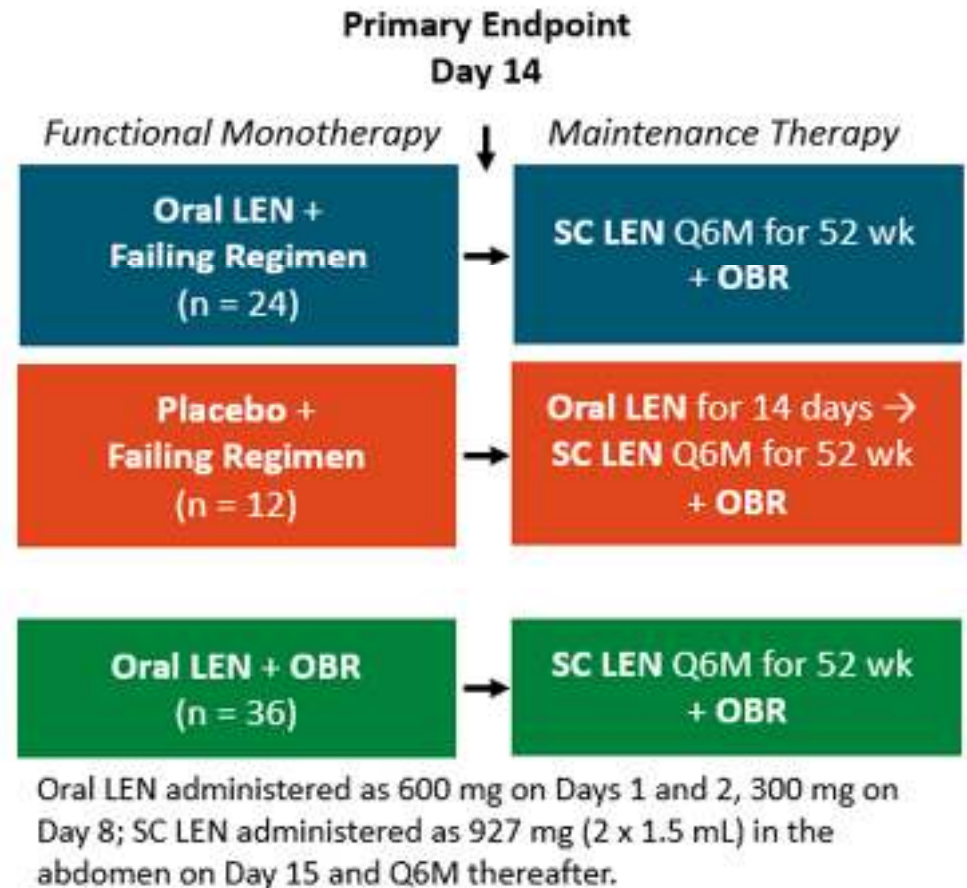 Primary Endpoint
Day 14
Functional Monotherapy
Maintenance Therapy
Oral LEN +
Failing Regimen
(n = 24)
SC LEN Q6M for 52 wk
+ OBR
Placebo +
Failing Regimen
(n = 12)
Oral LEN for 14 days →
SC LEN Q6M for 52 wk
+ OBR
Oral LEN + OBR
(n = 36)
SC LEN Q6M for 52 wk
+ OBR
Oral LEN administered as 600 mg on Days 1 and 2, 300 mg on
Day 8; SC LEN administered as 927 mg (2 x 1.5 mL) in the
abdomen on Day 15 and Q6M thereafter.